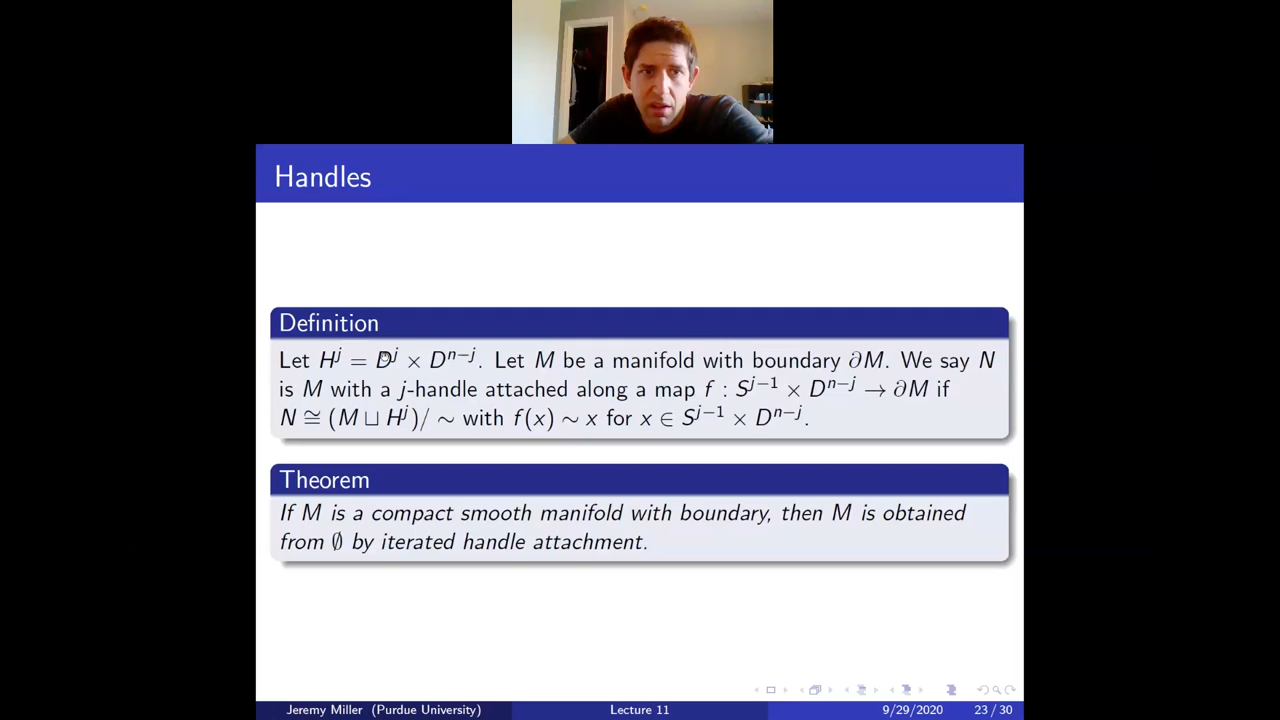 Handles
Definition
Let H^j = D^j × D^{n−j}. Let M be a manifold with boundary ∂M. We say N
is M with a j-handle attached along a map f : S^{j−1} × D^{n−j} → ∂M if
N ≅ (M ⊔ H^j)/ ∼ with f(x) ∼ x for x ∈ S^{j−1} × D^{n−j}.
Theorem
If M is a compact smooth manifold with boundary, then M is obtained
from ∅ by iterated handle attachment.
Jeremy Miller (Purdue University) Lecture 11 9/29/2020 23 / 30